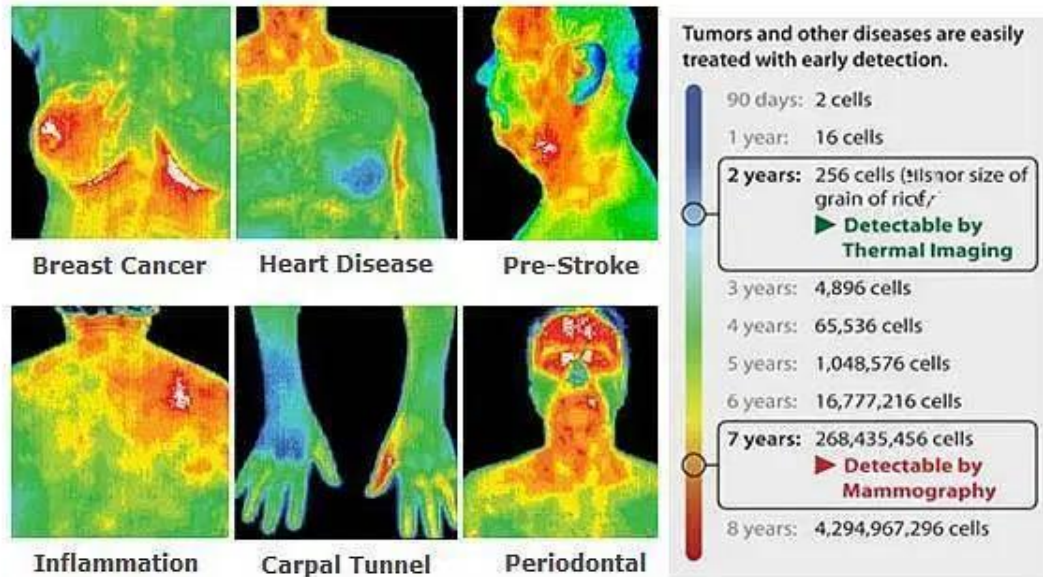 Breast Cancer
Heart Disease
Pre-Stroke
Inflammation
Carpal Tunnel
Periodontal
Tumors and other diseases are easily
treated with early detection.
90 days: 2 cells
1 year: 16 cells
2 years: 256 cells ( size of
grain of
Detectable by
Thermal Imaging
3 years: 4,896 cells
4 years: 65,536 cells
5 years: 1,048,576 cells
6 years: 16,777,216 cells
7 years: 268,435,456 cells
Detectable by
Mammography
8 years: 4,294,967,296 cells